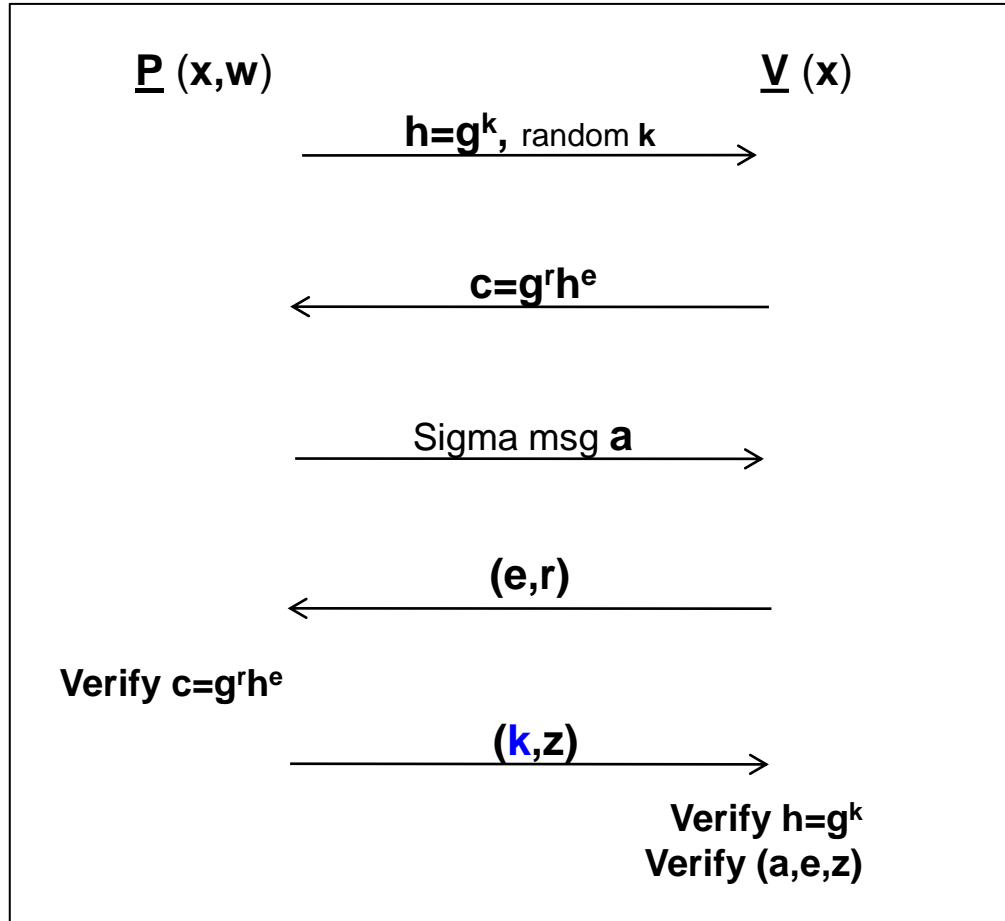 P (x,w) V (x)
h=g^k, random k
c=g^r h^e
Sigma msg a
(e,r)
Verify c=g^r h^e
(k,z)
Verify h=g^k
Verify (a,e,z)